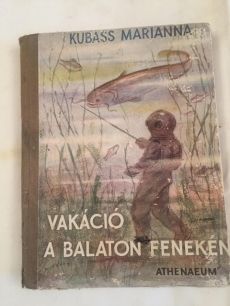 KUBASS MARIANNA
VAKÁCIÓ
A BALATON FENEKÉN
ATHENAEUM